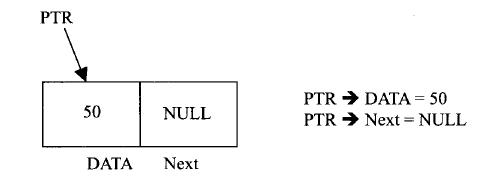 PTR
50 NULL
PTR ➔ DATA = 50
PTR ➔ Next = NULL
DATA Next